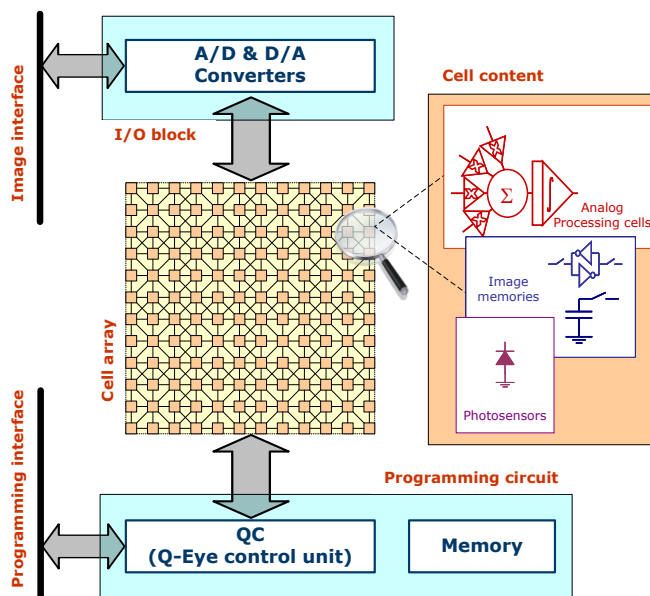 A/D & D/A
Converters
I/O block
Image interface
Cell content
Σ
∫
Analog
Processing cells
Image
memories
Photosensors
Cell array
Programming interface
Programming circuit
QC
(Q-Eye control unit)
Memory